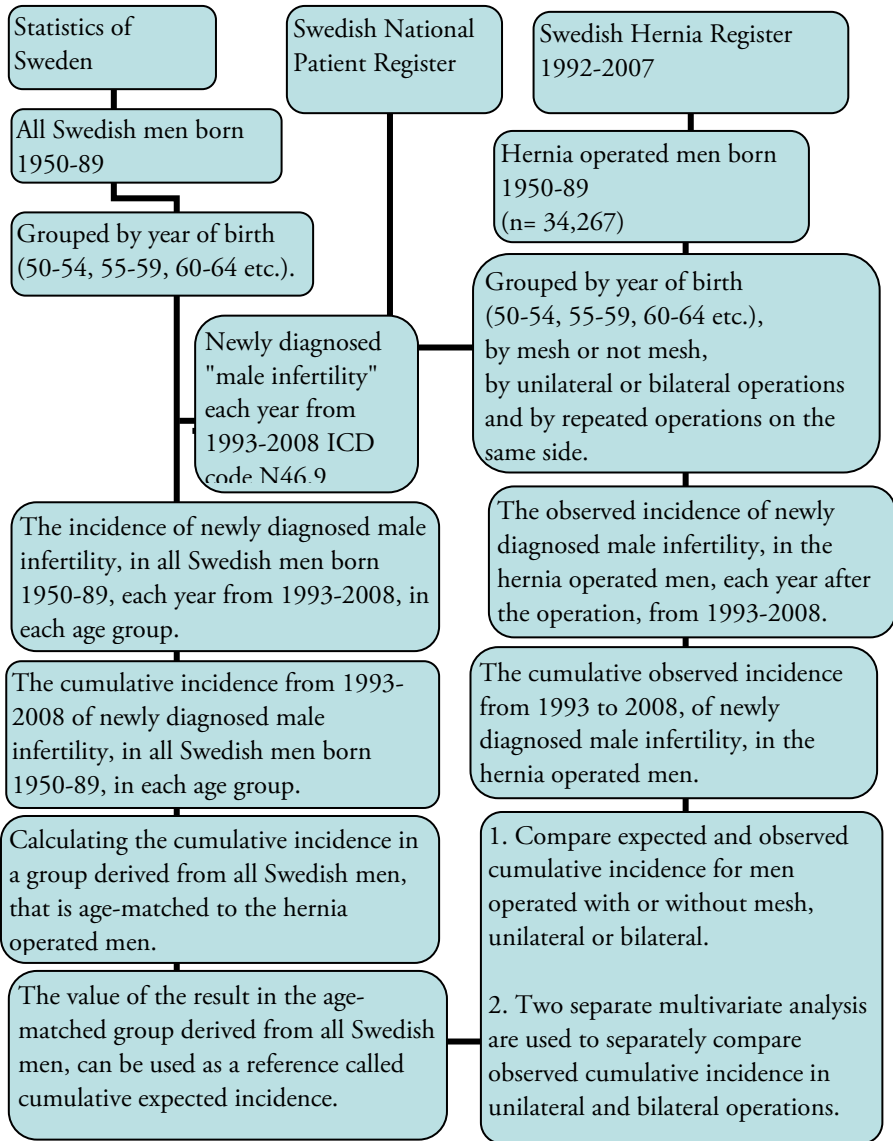 Statistics of
Sweden
Swedish National
Patient Register
Swedish Hernia Register
1992-2007
All Swedish men born
1950-89
Hernia operated men born
1950-89
(n= 34,267)
Grouped by year of birth
(50-54, 55-59, 60-64 etc.).
Grouped by year of birth
(50-54, 55-59, 60-64 etc.),
by mesh or not mesh,
by unilateral or bilateral operations
and by repeated operations on the
same side.
Newly diagnosed
"male infertility"
each year from
1993-2008 ICD
code N46.9
The incidence of newly diagnosed male
infertility, in all Swedish men born
1950-89, each year from 1993-2008, in
each age group.
The observed incidence of newly
diagnosed male infertility, in the
hernia operated men, each year after
the operation, from 1993-2008.
The cumulative incidence from 1993-
2008 of newly diagnosed male
infertility, in all Swedish men born
1950-89, in each age group.
The cumulative observed incidence
from 1993 to 2008, of newly
diagnosed male infertility, in the
hernia operated men.
Calculating the cumulative incidence in
a group derived from all Swedish men,
that is age-matched to the hernia
operated men.
The value of the result in the age-
matched group derived from all Swedish
men, can be used as a reference called
cumulative expected incidence.
1. Compare expected and observed
cumulative incidence for men
operated with or without mesh,
unilateral or bilateral.
2. Two separate multivariate analysis
are used to separately compare
observed cumulative incidence in
unilateral and bilateral operations.